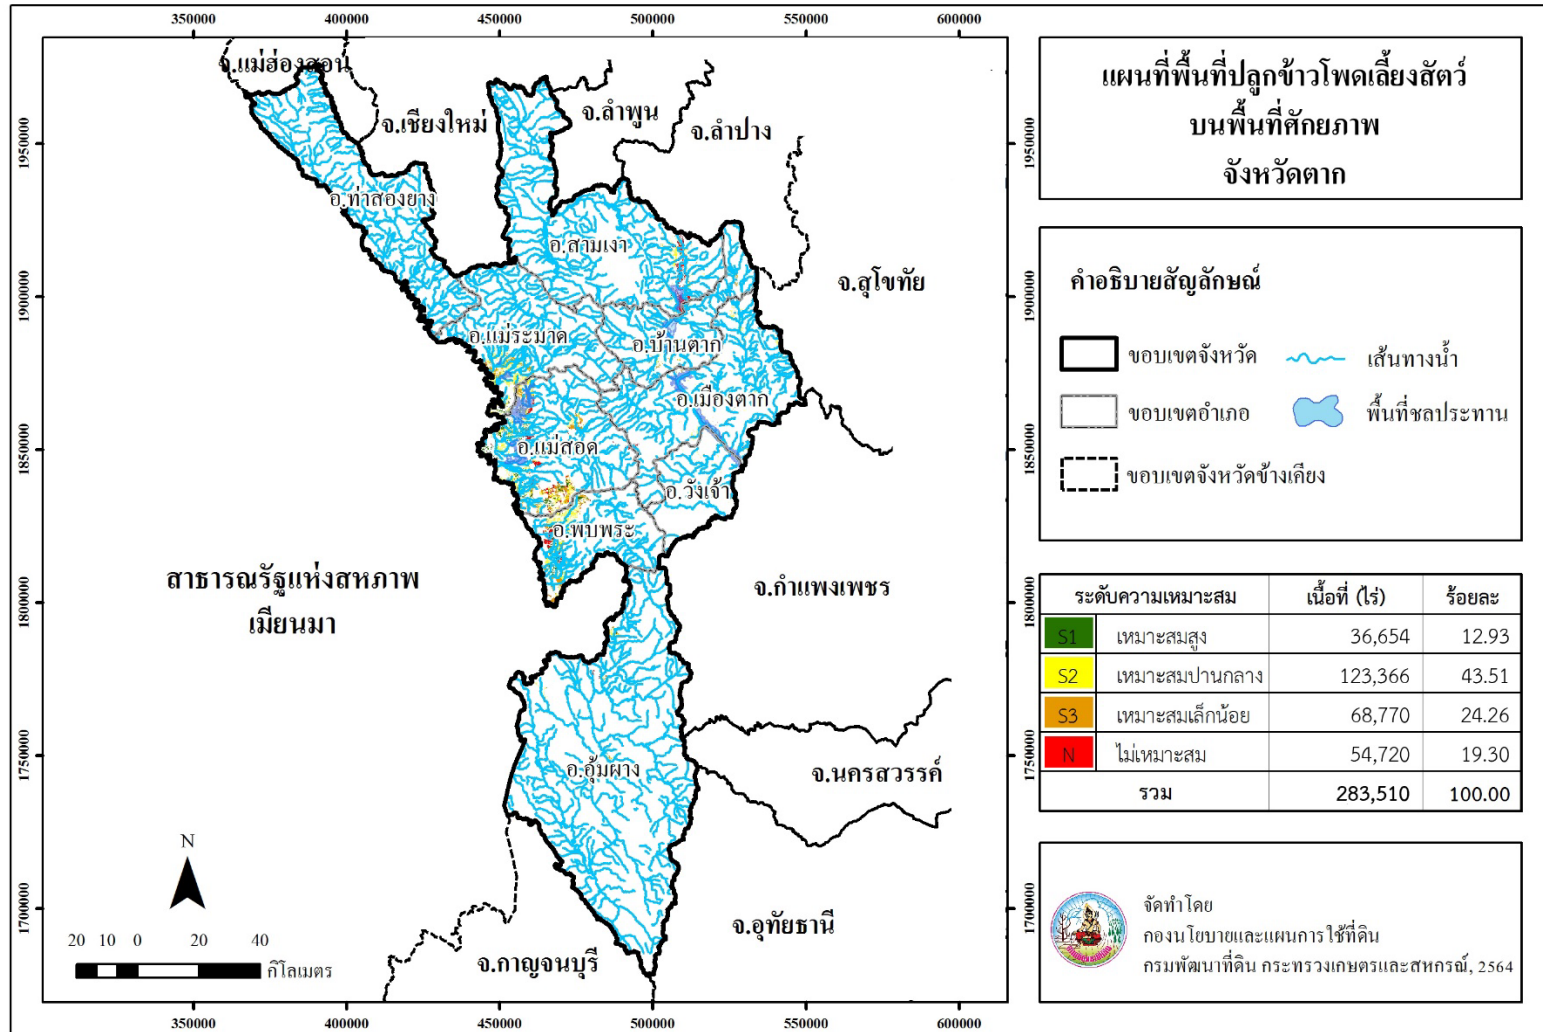 350000 400000 450000 500000 550000 600000
แผนที่พื้นที่ปลูกข้าวโพดเลี้ยงสัตว์
บนพื้นที่ศักยภาพ
จังหวัดตาก
จ.แม่ฮ่องสอน
จ.เชียงใหม่
จ.ลำพูน
จ.ลำปาง
จ.สุโขทัย
อ.ท่าสองยาง
อ.สามเงา
อ.แม่ระมาด
อ.บ้านตาก
อ.เมืองตาก
อ.แม่สอด
อ.วังเจ้า
อ.พบพระ
จ.กำแพงเพชร
สาธารณรัฐแห่งสหภาพ
เมียนมา
อ.อุ้มผาง
จ.นครสวรรค์
จ.อุทัยธานี
จ.กาญจนบุรี
N
20 10 0 20 40
กิโลเมตร
1950000 1950000
1900000 1900000
1850000 1850000
1800000 1800000
1750000 1750000
1700000 1700000
350000 400000 450000 500000 550000 600000
คำอธิบายสัญลักษณ์
ขอบเขตจังหวัด เส้นทางน้ำ
ขอบเขตอำเภอ พื้นที่ชลประทาน
ขอบเขตจังหวัดข้างเคียง
ระดับความเหมาะสม เนื้อที่ (ไร่) ร้อยละ
S1 เหมาะสมสูง 36,654 12.93
S2 เหมาะสมปานกลาง 123,366 43.51
S3 เหมาะสมเล็กน้อย 68,770 24.26
N ไม่เหมาะสม 54,720 19.30
รวม 283,510 100.00
จัดทำโดย
กองนโยบายและแผนการใช้ที่ดิน
กรมพัฒนาที่ดิน กระทรวงเกษตรและสหกรณ์, 2564